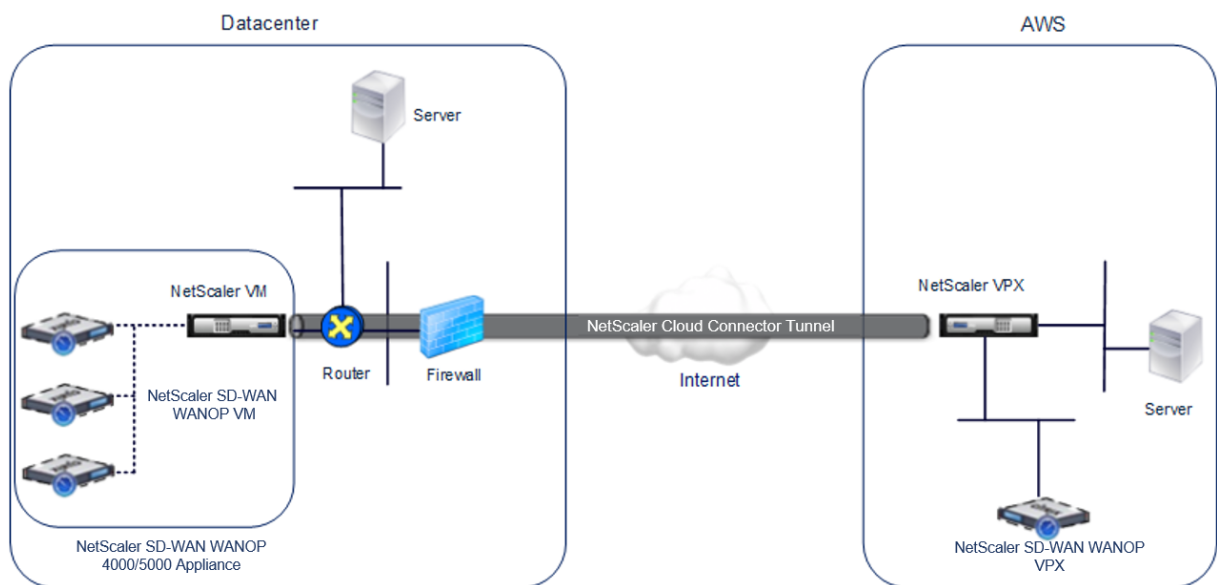 Datacenter
AWS
Server
NetScaler VM
NetScaler VPX
NetScaler Cloud Connector Tunnel
Router
Firewall
Internet
NetScaler SD-WAN
WANOP VM
Server
NetScaler SD-WAN WANOP
4000/5000 Appliance
NetScaler SD-WAN WANOP
VPX